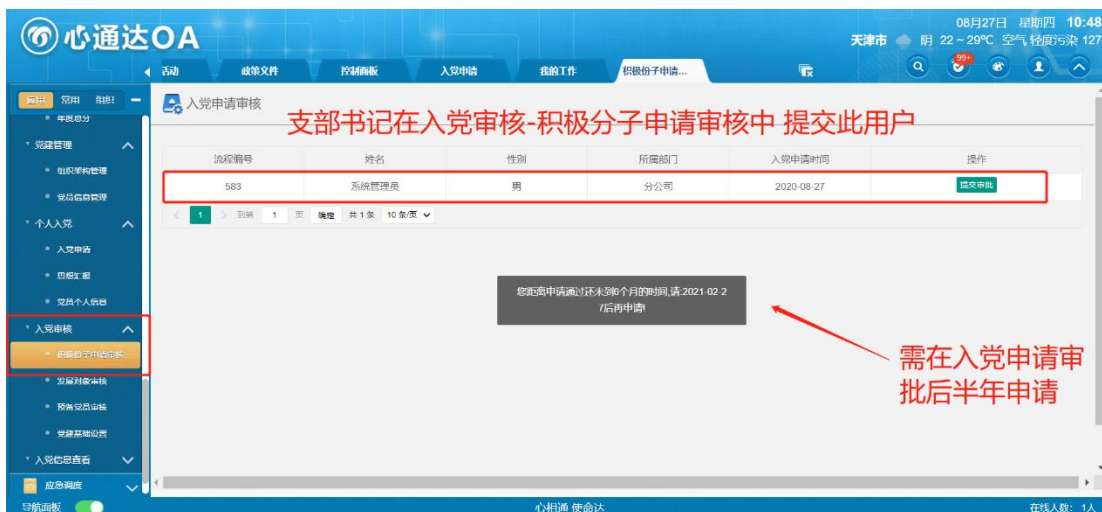 心通达OA
08月27日 星期四 10:48
天津市 阴 22~29℃ 空气 轻度污染 127
活动 政策文件 控制面板 入党申请 我的工作 积极份子申请...
99+
应用 常用 组织
年度总分
党建管理
组织架构管理
党员信息管理
个人入党
入党申请
思想汇报
党员个人信息
入党审核
积极份子申请审核
发展对象审核
预备党员审核
党建基础设置
入党信息查看
应急调度
导航面板
入党申请审核
支部书记在入党审核-积极分子申请审核中 提交此用户
流程编号 姓名 性别 所属部门 入党申请时间 操作
583 系统管理员 男 分公司 2020-08-27 提交审批
1 到第 1 页 确定 共 1 条 10 条/页
您距离申请通过还未到6个月的时间,请:2021-02-2
7后再申请!
需在入党申请审
批后半年申请
心相通 使命达
在线人数: 1人